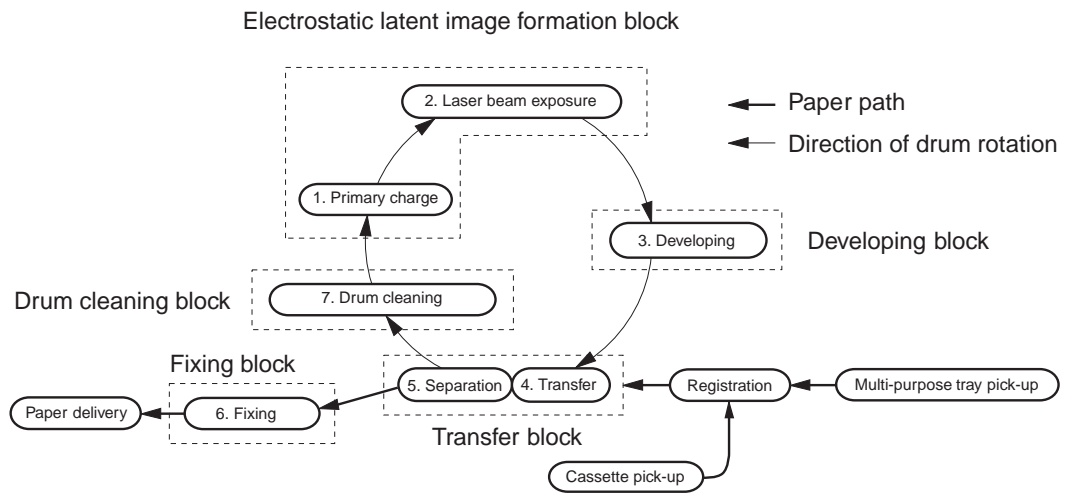 Electrostatic latent image formation block
2. Laser beam exposure
Paper path
Direction of drum rotation
1. Primary charge
3. Developing
Developing block
Drum cleaning block
7. Drum cleaning
Fixing block
5. Separation
4. Transfer
Registration
Multi-purpose tray pick-up
Paper delivery
6. Fixing
Transfer block
Cassette pick-up